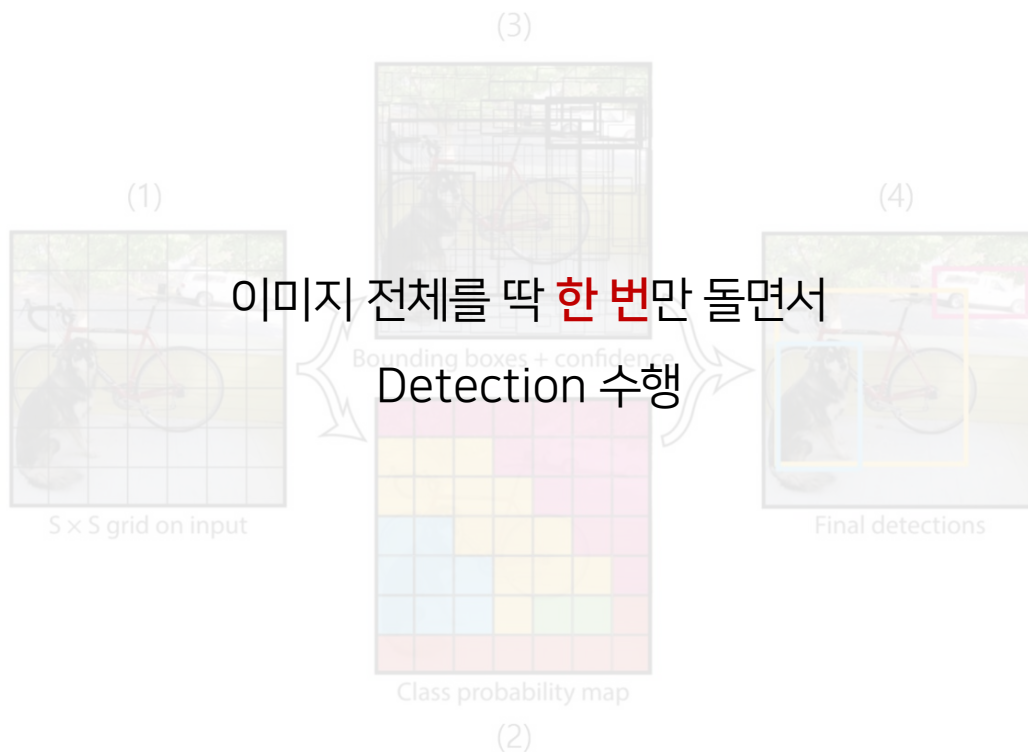 (3)
(1)
(4)
이미지 전체를 딱 한 번만 돌면서
Bounding boxes + confidence
Detection 수행
S × S grid on input
Final detections
Class probability map
(2)